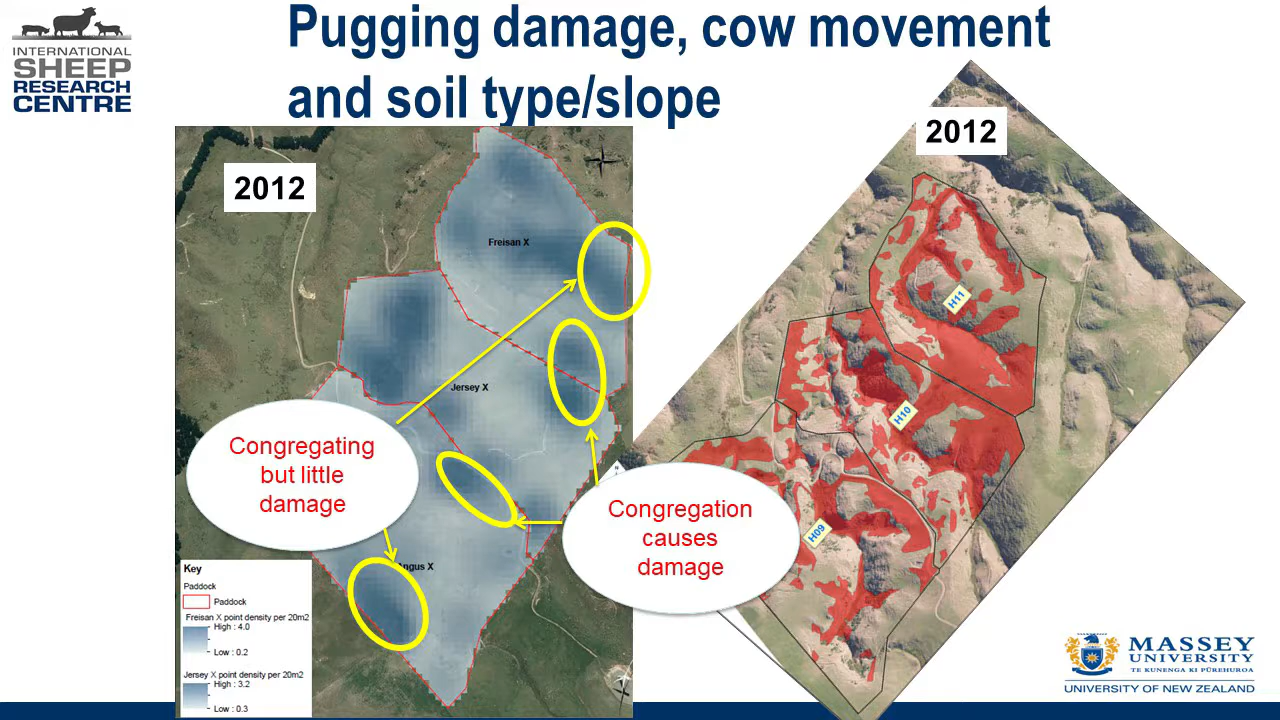 INTERNATIONAL
SHEEP
RESEARCH
CENTRE
Pugging damage, cow movement
and soil type/slope
2012
2012
Freisan X
Jersey X
Angus X
H11
H10
H09
Congregating
but little
damage
Congregation
causes
damage
Key
Paddock
Paddock
Freisan X point density per 20m2
High : 4.0
Low : 0.2
Jersey X point density per 20m2
High : 3.2
Low : 0.3
MASSEY
UNIVERSITY
TE KUNENGA KI PŪREHUROA
UNIVERSITY OF NEW ZEALAND